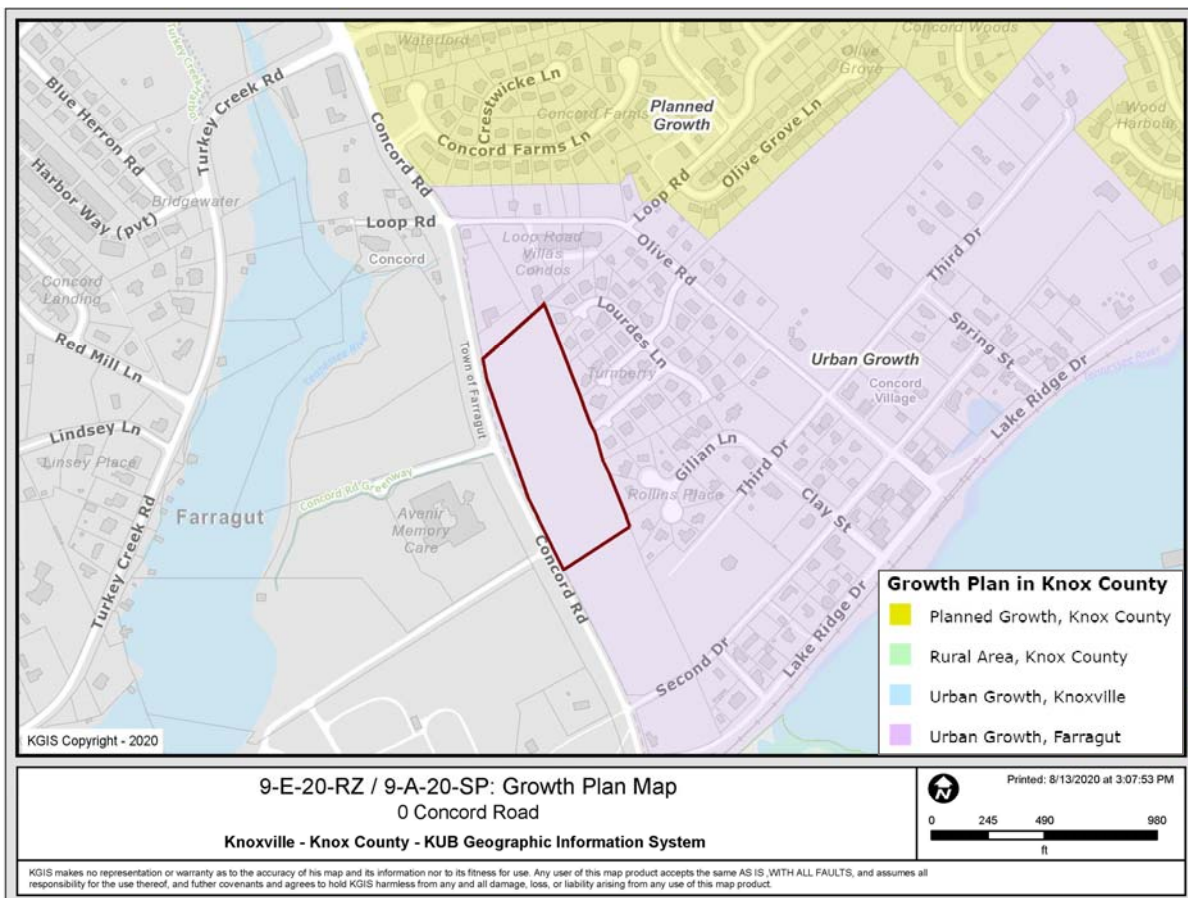 Waterford
Concord Woods
Turkey Creek Harbor
Turkey Creek Rd
Blue Herron Rd
Crestwicke Ln
Olive
Grove
Planned
Growth
Concord Farms
Wood
Harbour
Concord Rd
Concord Farms Ln
Olive Grove Ln
Harbor Way (pvt)
Bridgewater
Loop Rd
Loop Rd
Concord
Loop Road
Villas
Condos
Olive Rd
Third Dr
Concord
Landing
Tennessee River
Lourdes Ln
Spring St
Red Mill Ln
Town of Farragut
Turnberry
Urban Growth
Concord
Village
Tennessee River
Lake Ridge Dr
Lindsey Ln
Linsey Place
Gilian Ln
Third Dr
Concord Rd Greenway
Rollins Place
Clay St
Farragut
Avenir
Memory
Care
Turkey Creek Rd
Concord Rd
Second Dr
Lake Ridge Dr
Growth Plan in Knox County
Planned Growth, Knox County
Rural Area, Knox County
Urban Growth, Knoxville
Urban Growth, Farragut
KGIS Copyright - 2020
9-E-20-RZ / 9-A-20-SP: Growth Plan Map
0 Concord Road
Knoxville - Knox County - KUB Geographic Information System
N
Printed: 8/13/2020 at 3:07:53 PM
0 245 490 980
ft
KGIS makes no representation or warranty as to the accuracy of his map and its information nor to its fitness for use. Any user of this map product accepts the same AS IS ,WITH ALL FAULTS, and assumes all
responsibility for the use thereof, and futher covenants and agrees to hold KGIS harmless from any and all damage, loss, or liability arising from any use of this map product.